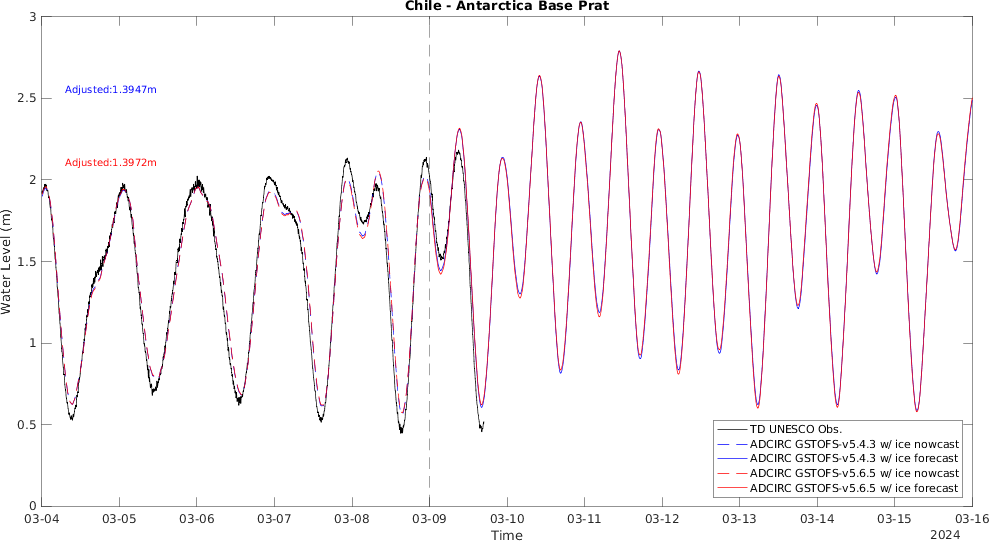 Chile - Antarctica Base Prat
3
2.5
2
1.5
1
0.5
0
Water Level (m)
Adjusted:1.3947m
Adjusted:1.3972m
TD UNESCO Obs.
ADCIRC GSTOFS-v5.4.3 w/ ice nowcast
ADCIRC GSTOFS-v5.4.3 w/ ice forecast
ADCIRC GSTOFS-v5.6.5 w/ ice nowcast
ADCIRC GSTOFS-v5.6.5 w/ ice forecast
03-04 03-05 03-06 03-07 03-08 03-09 03-10 03-11 03-12 03-13 03-14 03-15 03-16
Time
2024